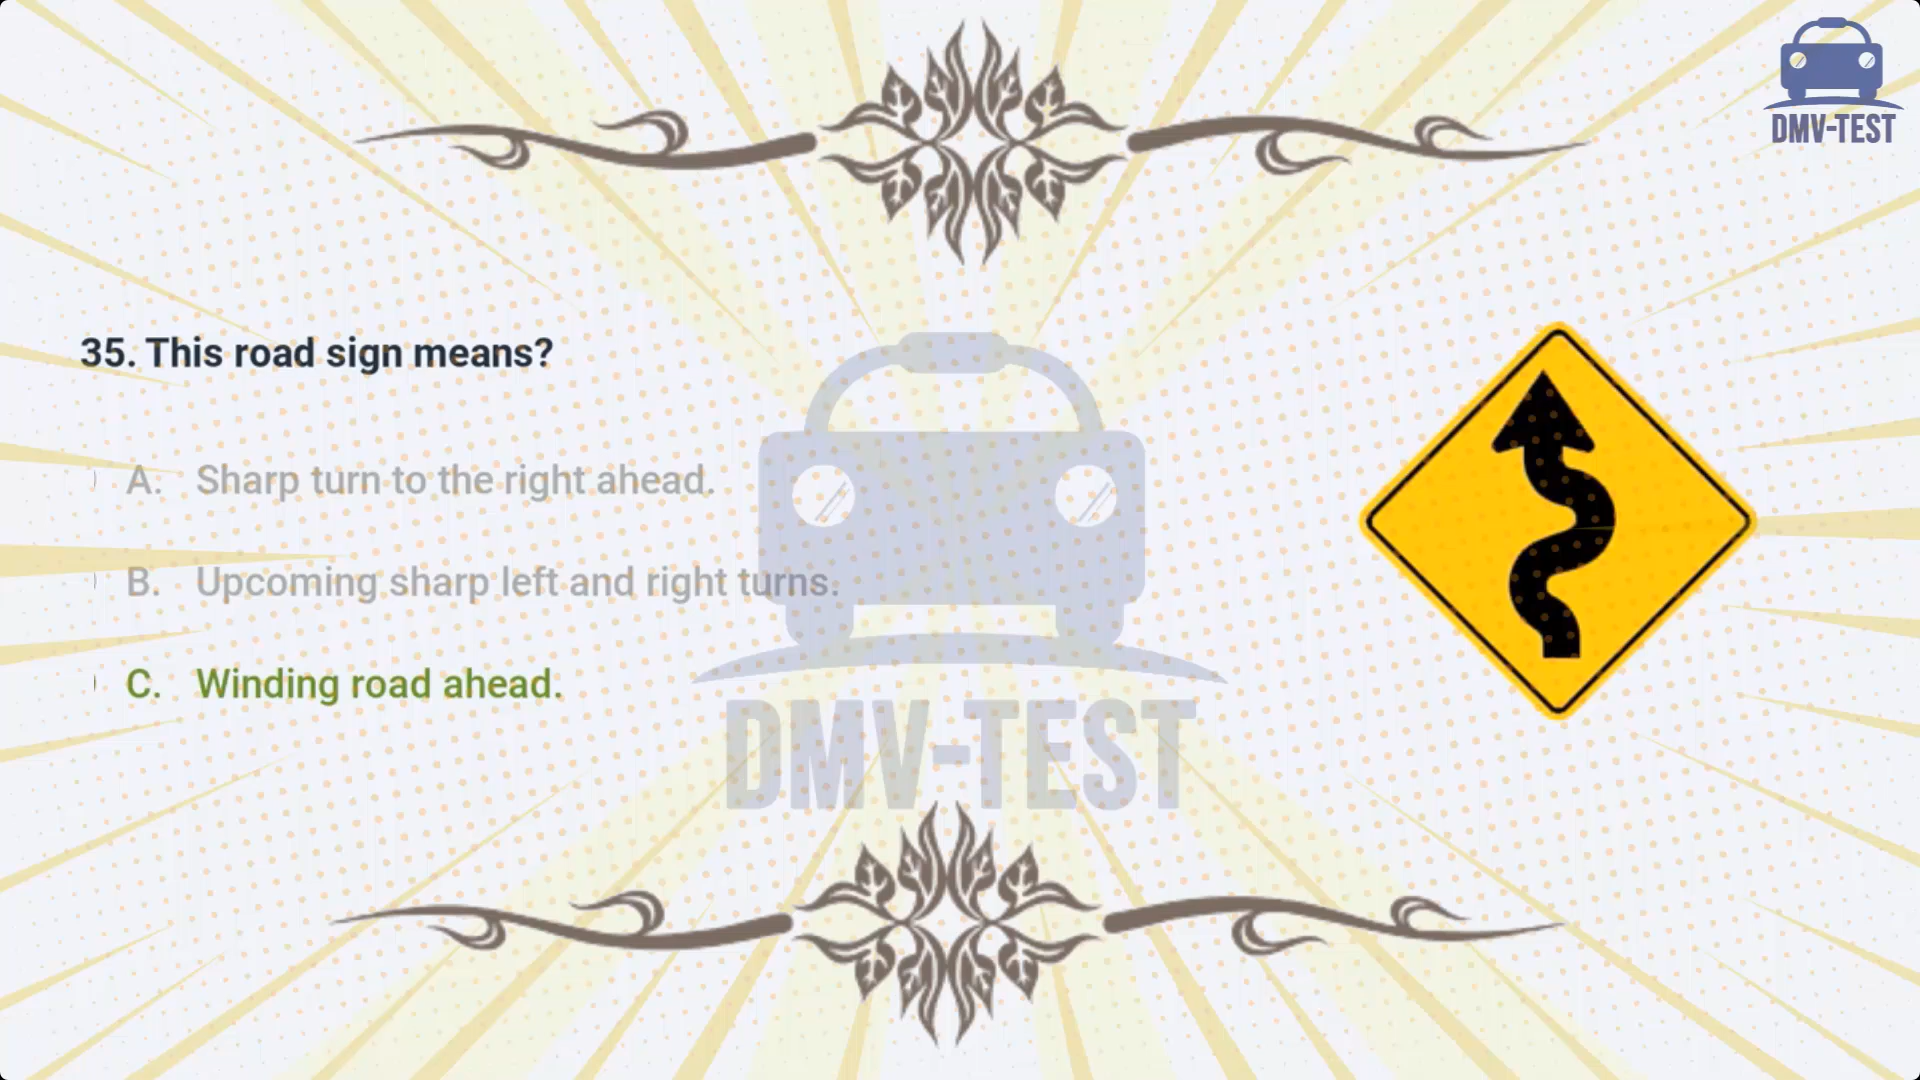 DMV-TEST
35. This road sign means?
A. Sharp turn to the right ahead.
B. Upcoming sharp left and right turns.
C. Winding road ahead.
DMV-TEST